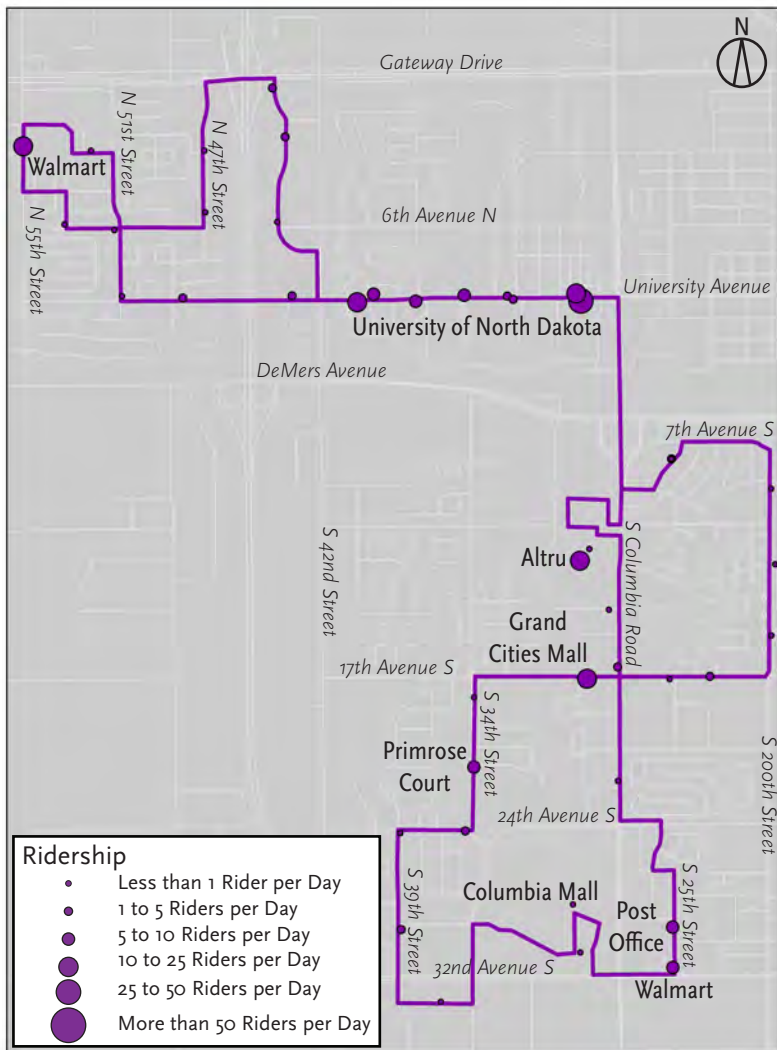 N
Gateway Drive
N 51st Street
N 47th Street
Walmart
N 55th Street
6th Avenue N
University Avenue
University of North Dakota
DeMers Avenue
7th Avenue S
S 42nd Street
S Columbia Road
Altru
Grand
Cities Mall
17th Avenue S
S 34th Street
Primrose
Court
S 200th Street
24th Avenue S
S 39th Street
Columbia Mall
S 25th Street
Post
Office
32nd Avenue S
Walmart
Ridership
Less than 1 Rider per Day
1 to 5 Riders per Day
5 to 10 Riders per Day
10 to 25 Riders per Day
25 to 50 Riders per Day
More than 50 Riders per Day